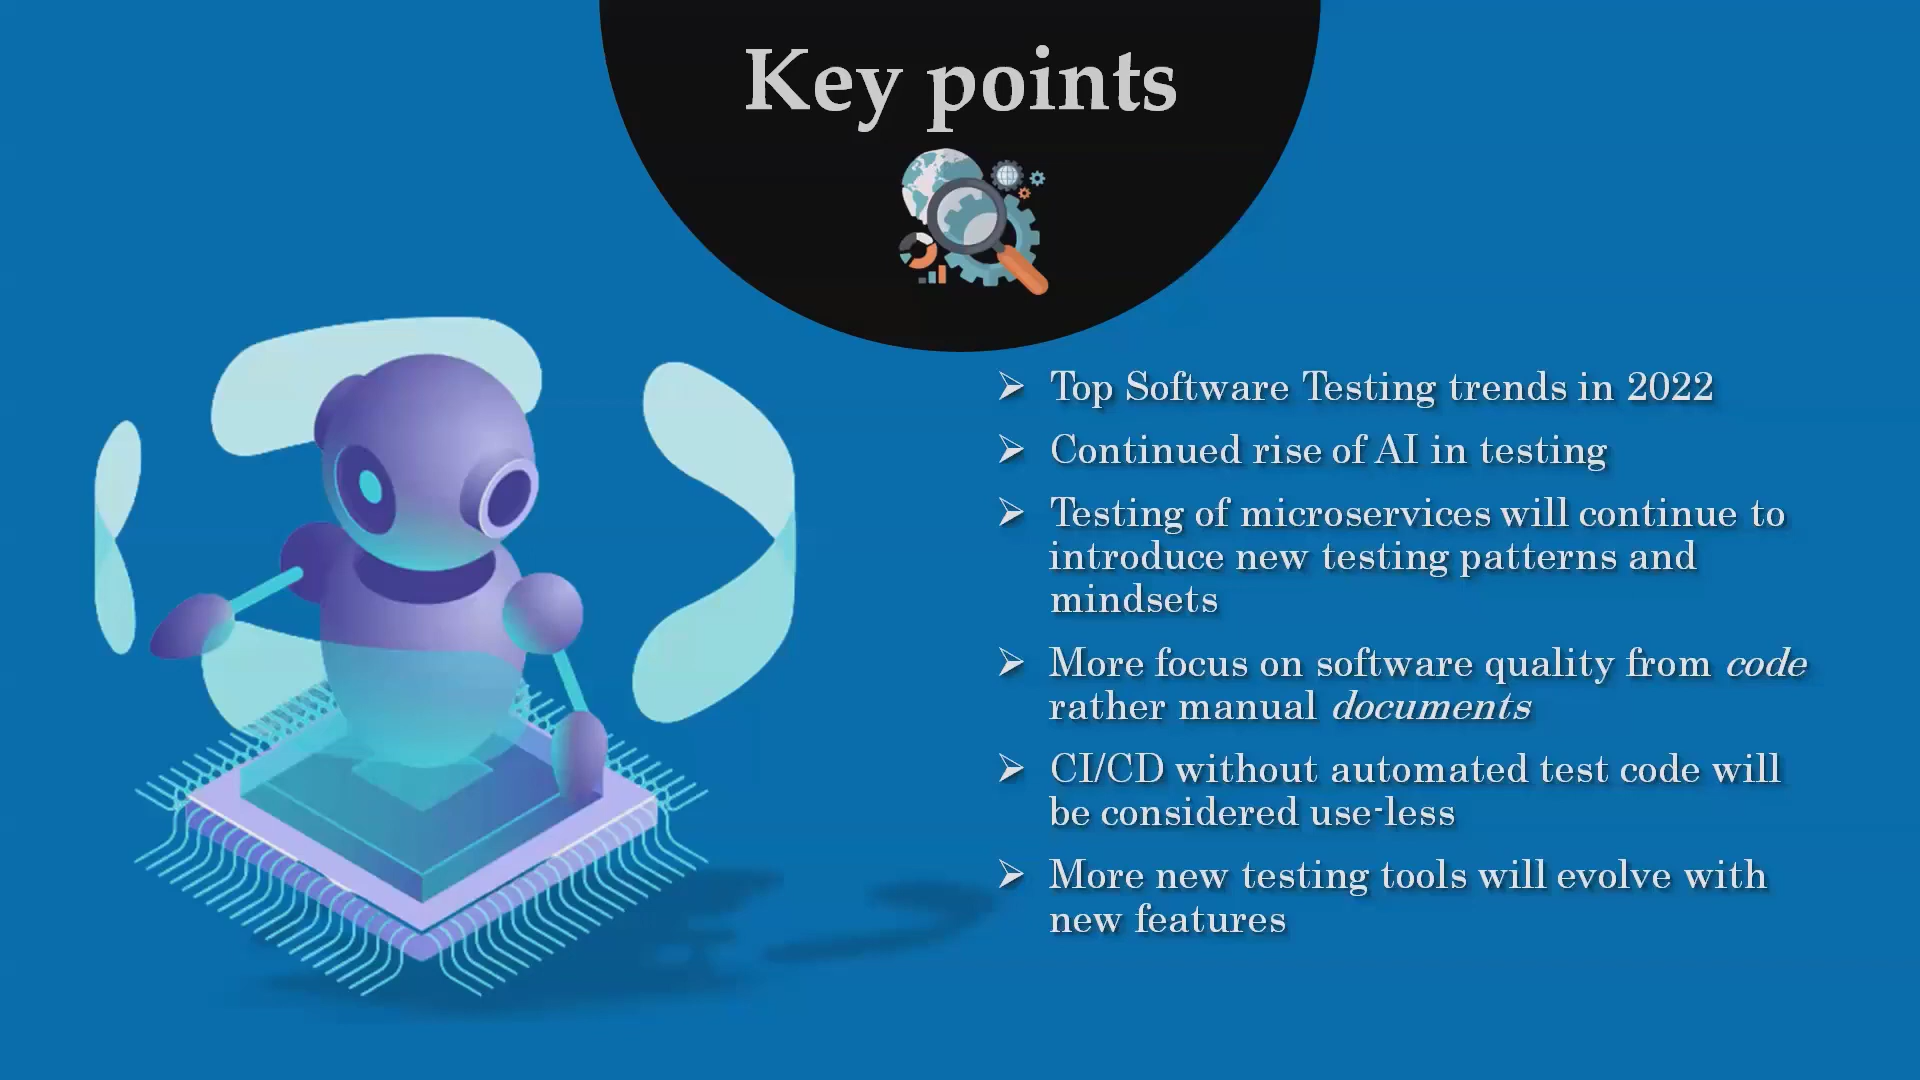 Key points
Top Software Testing trends in 2022
Continued rise of AI in testing
Testing of microservices will continue to
introduce new testing patterns and
mindsets
More focus on software quality from code
rather manual documents
CI/CD without automated test code will
be considered use-less
More new testing tools will evolve with
new features